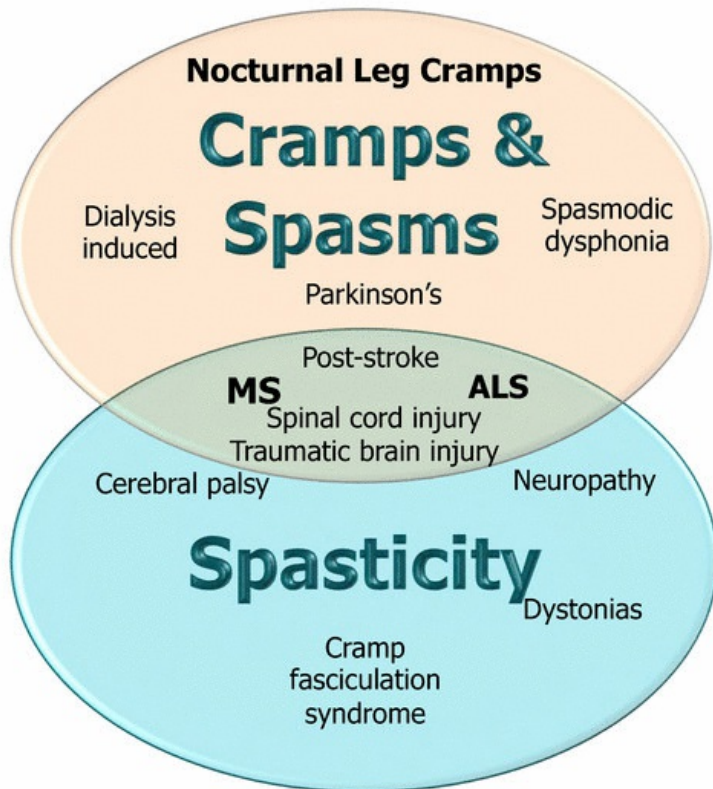 Nocturnal Leg Cramps
Cramps &
Spasms
Dialysis
induced
Spasmodic
dysphonia
Parkinson's
Post-stroke
MS
ALS
Spinal cord injury
Traumatic brain injury
Cerebral palsy
Neuropathy
Spasticity
Dystonias
Cramp
fasciculation
syndrome